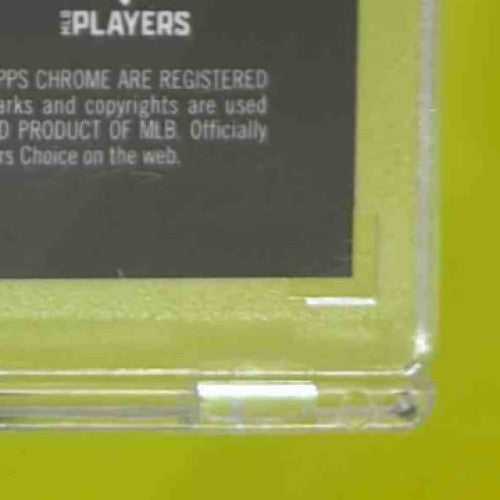 MLB PLAYERS
PPS CHROME ARE REGISTERED
arks and copyrights are used
D PRODUCT OF MLB. Officially
rs Choice on the web.